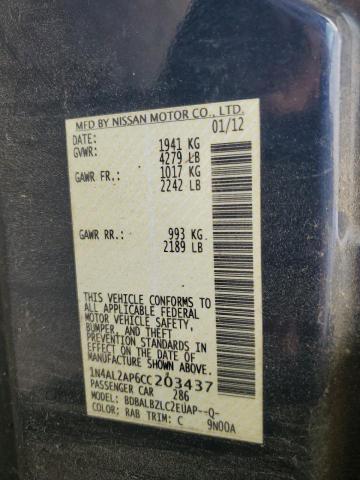 MFD BY NISSAN MOTOR CO., LTD.
DATE: 01/12
GVWR: 1941 KG
4279 LB
GAWR FR.: 1017 KG
2242 LB
GAWR RR.: 993 KG
2189 LB
THIS VEHICLE CONFORMS TO
ALL APPLICABLE FEDERAL
MOTOR VEHICLE SAFETY,
BUMPER, AND THEFT
PREVENTION STANDARDS IN
EFFECT ON THE DATE OF
MANUFACTURE SHOWN ABOVE.
1N4AL2AP6CC203437
PASSENGER CAR 286
MODEL: BDBALBZLC2EUAP--Q-
COLOR; RAB TRIM: C 9N00A